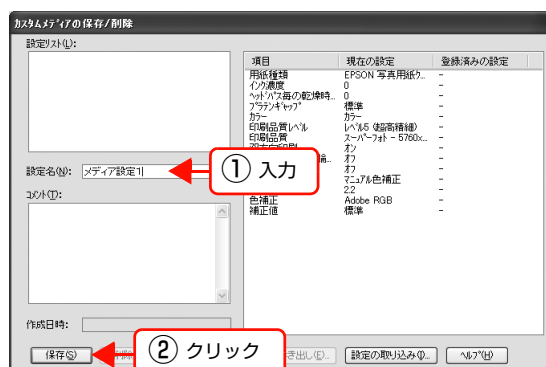 カスタムメディアの保存/削除
設定リスト(L):
項目 現在の設定 登録済みの設定
用紙種類 EPSON 写真用紙ク... -
インク濃度 0 -
ヘッドパス毎の乾燥時... 0 -
プラテンギャップ 標準 -
カラー カラー -
印刷品質レベル レベル5 (超高精細) -
印刷品質 スーパーフォト - 5760x... -
双方向印刷 オン -
オフ -
オフ -
マニュアル色補正 -
2.2 -
色補正 Adobe RGB -
補正値 標準 -
設定名(N): メディア設定1
① 入力
コメント(T):
作成日時:
保存(S)
② クリック
き出し(E)...
設定の取り込み(I)...
ヘルプ(H)